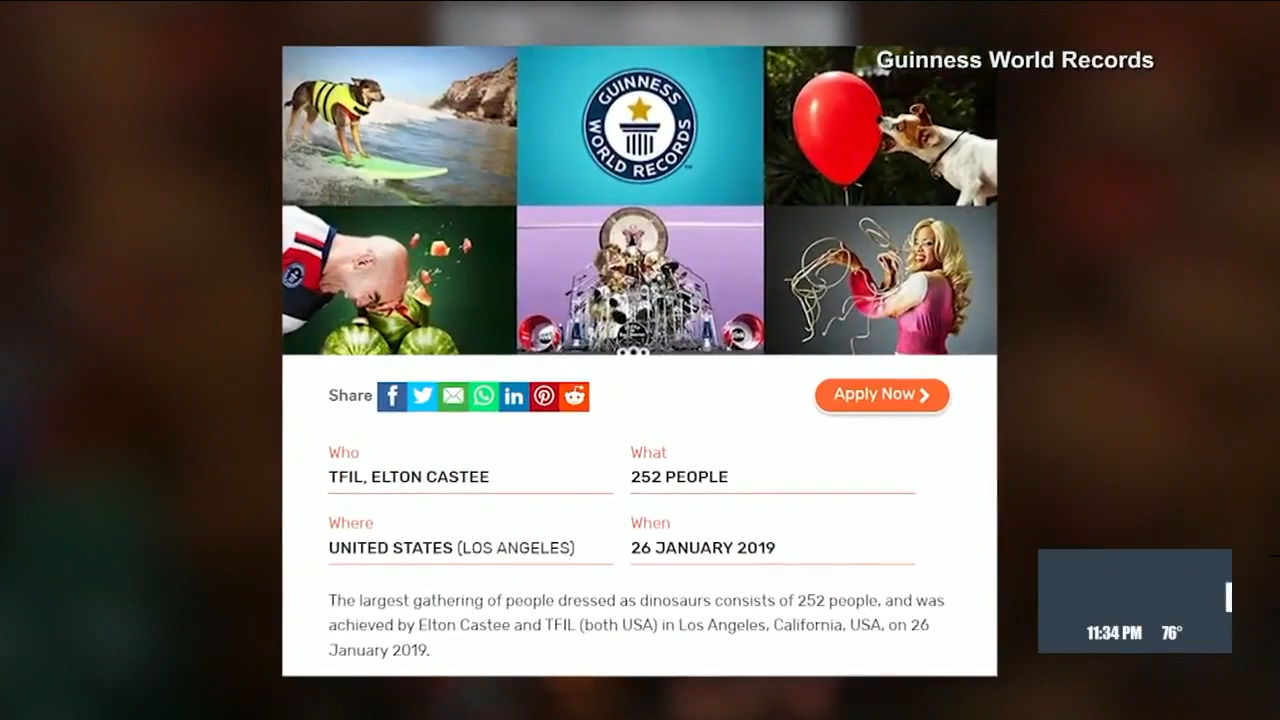 Guinness World Records
GUINNESS
WORLD RECORDS
Share
Apply Now
Who
TFIL, ELTON CASTEE
What
252 PEOPLE
Where
UNITED STATES (LOS ANGELES)
When
26 JANUARY 2019
The largest gathering of people dressed as dinosaurs consists of 252 people, and was
achieved by Elton Castee and TFIL (both USA) in Los Angeles, California, USA, on 26
January 2019.
11:34 PM 76°